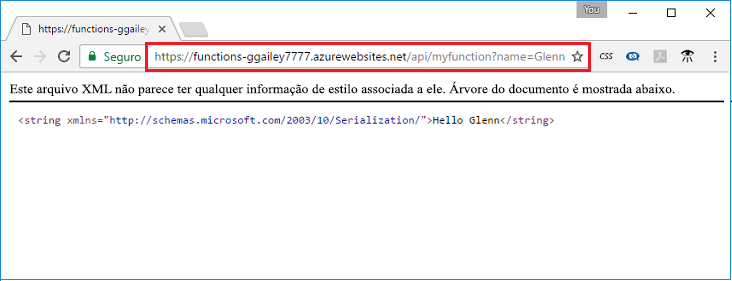 You
https://functions-ggailey
Seguro
https://functions-ggailey7777.azurewebsites.net/api/myfunction?name=Glenn
CSS
Este arquivo XML não parece ter qualquer informação de estilo associada a ele. Árvore do documento é mostrada abaixo.
<string xmlns="http://schemas.microsoft.com/2003/10/Serialization/">Hello Glenn</string>